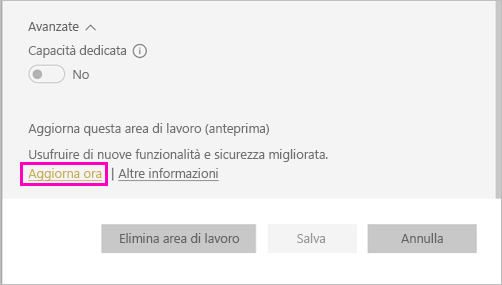 Avanzate
Capacità dedicata
No
Aggiorna questa area di lavoro (anteprima)
Usufruire di nuove funzionalità e sicurezza migliorata.
Aggiorna ora | Altre informazioni
Elimina area di lavoro Salva Annulla